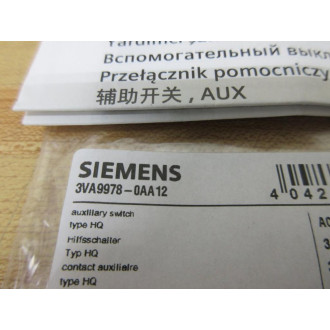 Yardımcı
Вспомогательный выкл
Przełącznik pomocniczy
辅助开关, AUX
SIEMENS
3VA9978-0AA12
4 042
auxiliary switch
type HQ
Hilfsschalter
Typ HQ
contact auxiliaire
type HQ